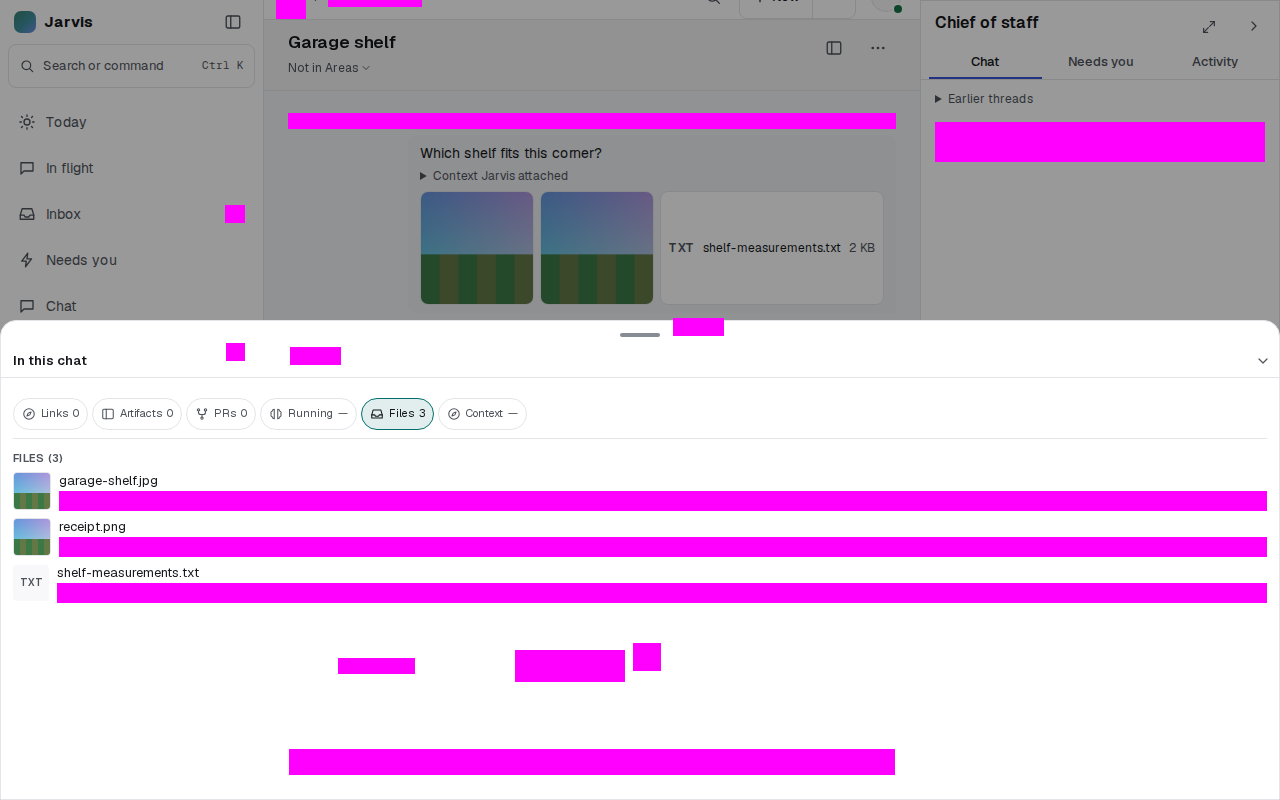 Jarvis
Search or command Ctrl K
Today
In flight
Inbox
Needs you
Chat
Garage shelf
Not in Areas
Which shelf fits this corner?
Context Jarvis attached
TXT shelf-measurements.txt 2 KB
Chief of staff
Chat Needs you Activity
Earlier threads
In this chat
Links 0 Artifacts 0 PRs 0 Running — Files 3 Context —
FILES (3)
garage-shelf.jpg
receipt.png
TXT shelf-measurements.txt